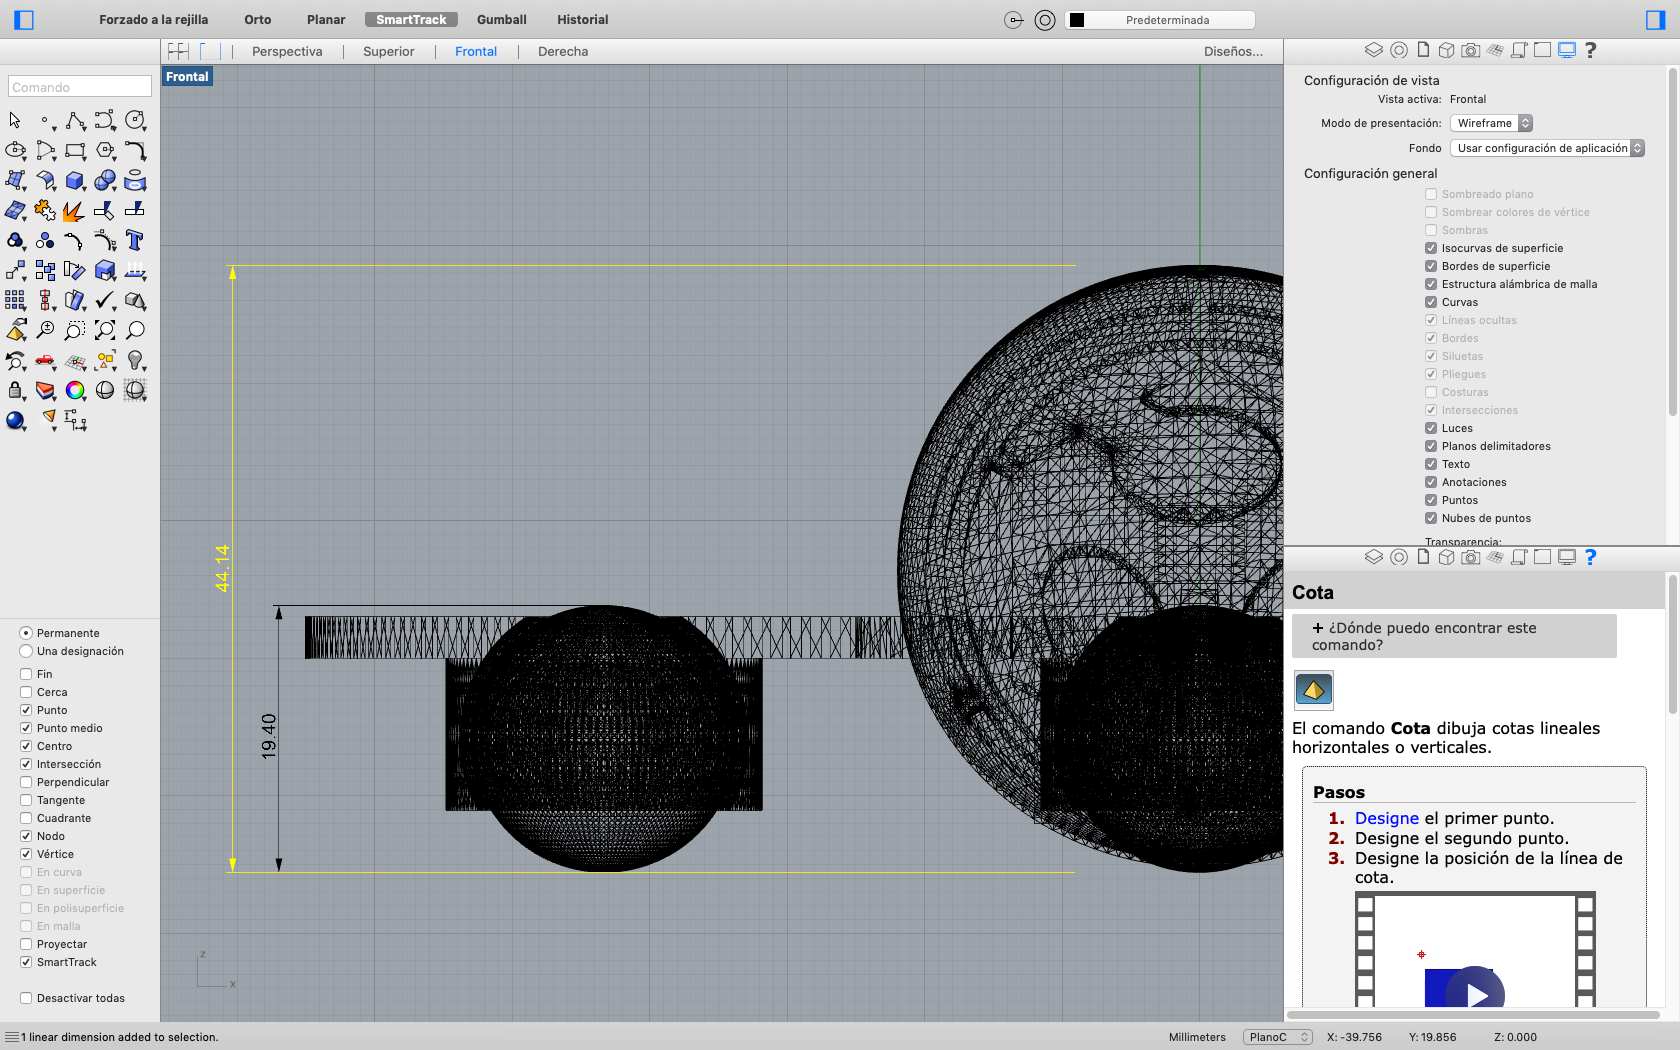 Forzado a la rejilla Orto Planar SmartTrack Gumball Historial Predeterminada
Perspectiva Superior Frontal Derecha Diseños...
Frontal
Comando
44.14
19.40
z
x
Permanente
Una designación
Fin
Cerca
Punto
Punto medio
Centro
Intersección
Perpendicular
Tangente
Cuadrante
Nodo
Vértice
En curva
En superficie
En polisuperficie
En malla
Proyectar
SmartTrack
Desactivar todas
Configuración de vista
Vista activa: Frontal
Modo de presentación: Wireframe
Fondo Usar configuración de aplicación
Configuración general
Sombreado plano
Sombrear colores de vértice
Sombras
Isocurvas de superficie
Bordes de superficie
Estructura alámbrica de malla
Curvas
Líneas ocultas
Bordes
Siluetas
Pliegues
Costuras
Intersecciones
Luces
Planos delimitadores
Texto
Anotaciones
Puntos
Nubes de puntos
Transparencia:
Cota
+ ¿Dónde puedo encontrar este
comando?
El comando Cota dibuja cotas lineales
horizontales o verticales.
Pasos
1. Designe el primer punto.
2. Designe el segundo punto.
3. Designe la posición de la línea de
cota.
1 linear dimension added to selection. Millimeters PlanoC X: -39.756 Y: 19.856 Z: 0.000